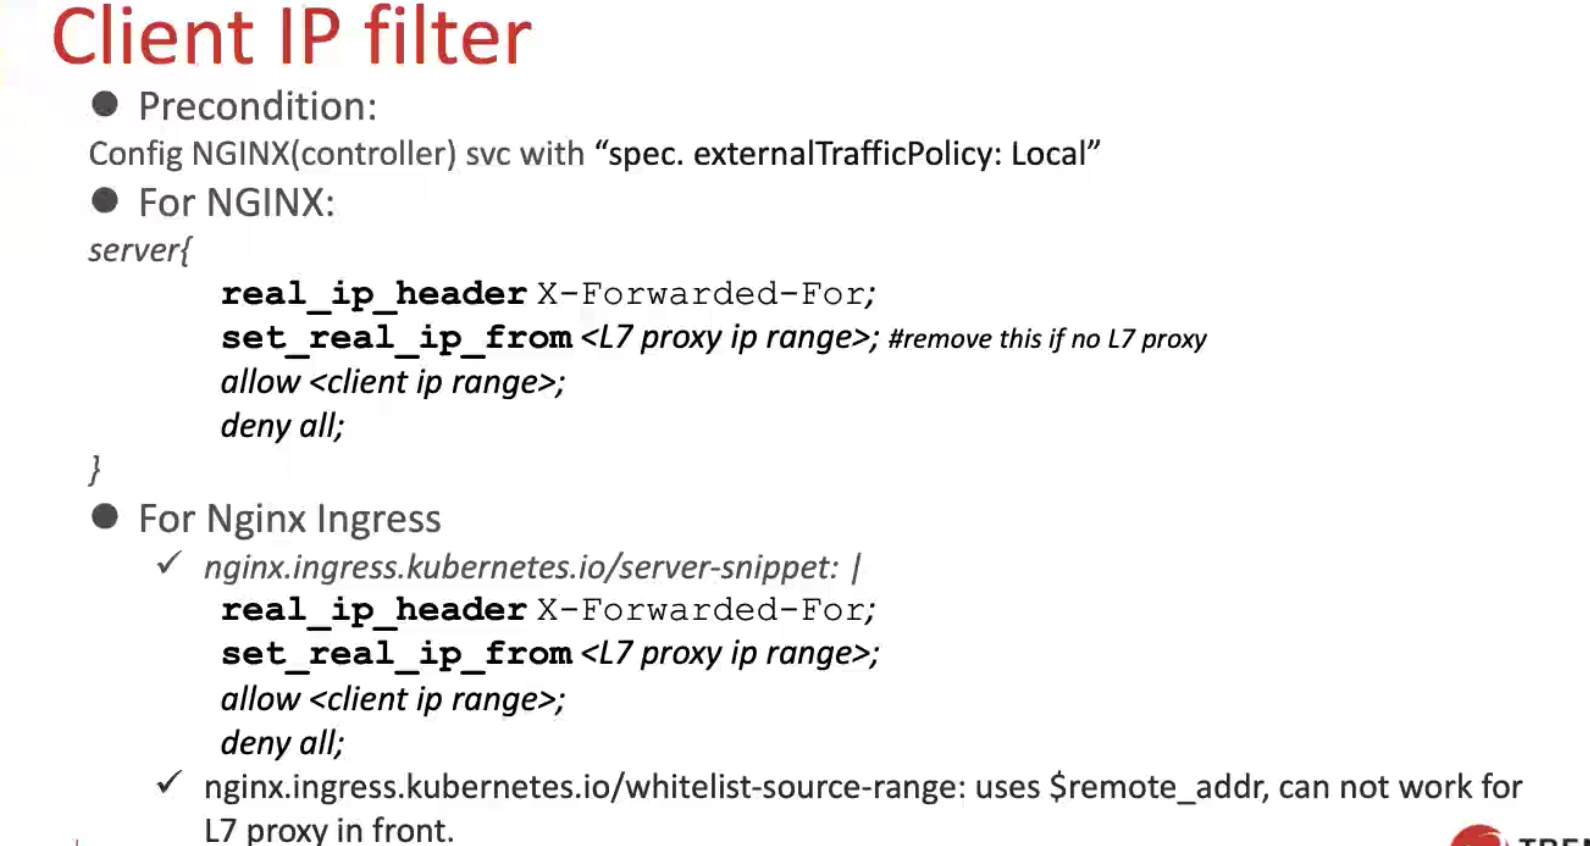 Client IP filter
● Precondition:
Config NGINX(controller) svc with “spec. externalTrafficPolicy: Local”
● For NGINX:
server{
real_ip_header X-Forwarded-For;
set_real_ip_from <L7 proxy ip range>; #remove this if no L7 proxy
allow <client ip range>;
deny all;
}
● For Nginx Ingress
✓ nginx.ingress.kubernetes.io/server-snippet: |
real_ip_header X-Forwarded-For;
set_real_ip_from <L7 proxy ip range>;
allow <client ip range>;
deny all;
✓ nginx.ingress.kubernetes.io/whitelist-source-range: uses $remote_addr, can not work for
L7 proxy in front.